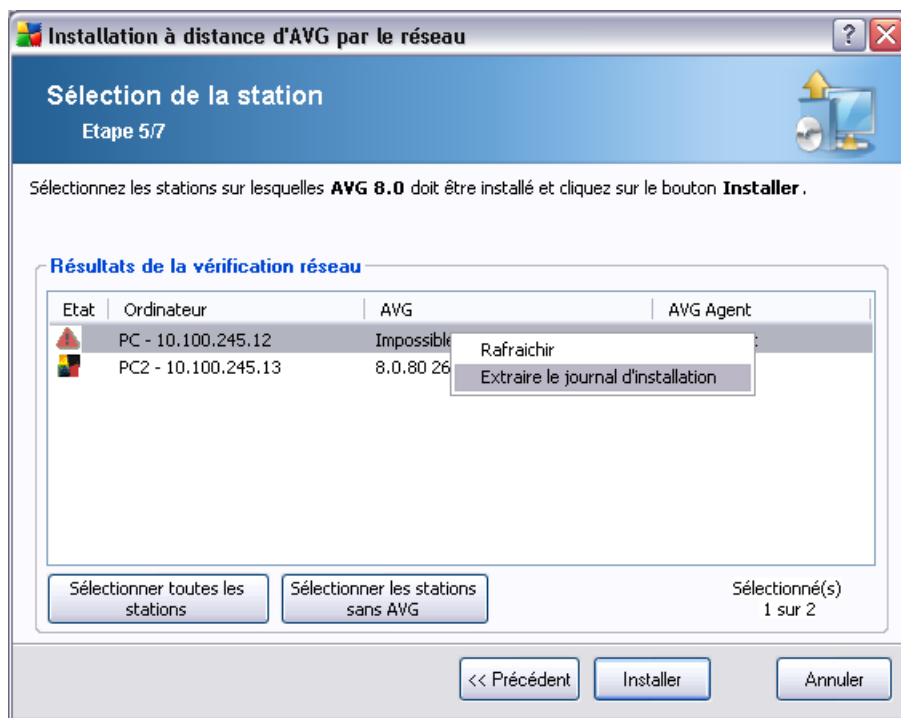 Installation à distance d'AVG par le réseau
Sélection de la station
Etape 5/7
Sélectionnez les stations sur lesquelles AVG 8.0 doit être installé et cliquez sur le bouton Installer.
Résultats de la vérification réseau
Etat Ordinateur AVG AVG Agent
PC - 10.100.245.12 Impossible
PC2 - 10.100.245.13 8.0.80 26
Rafraichir
Extraire le journal d'installation
Sélectionner toutes les
stations
Sélectionner les stations
sans AVG
Sélectionné(s)
1 sur 2
<< Précédent Installer Annuler